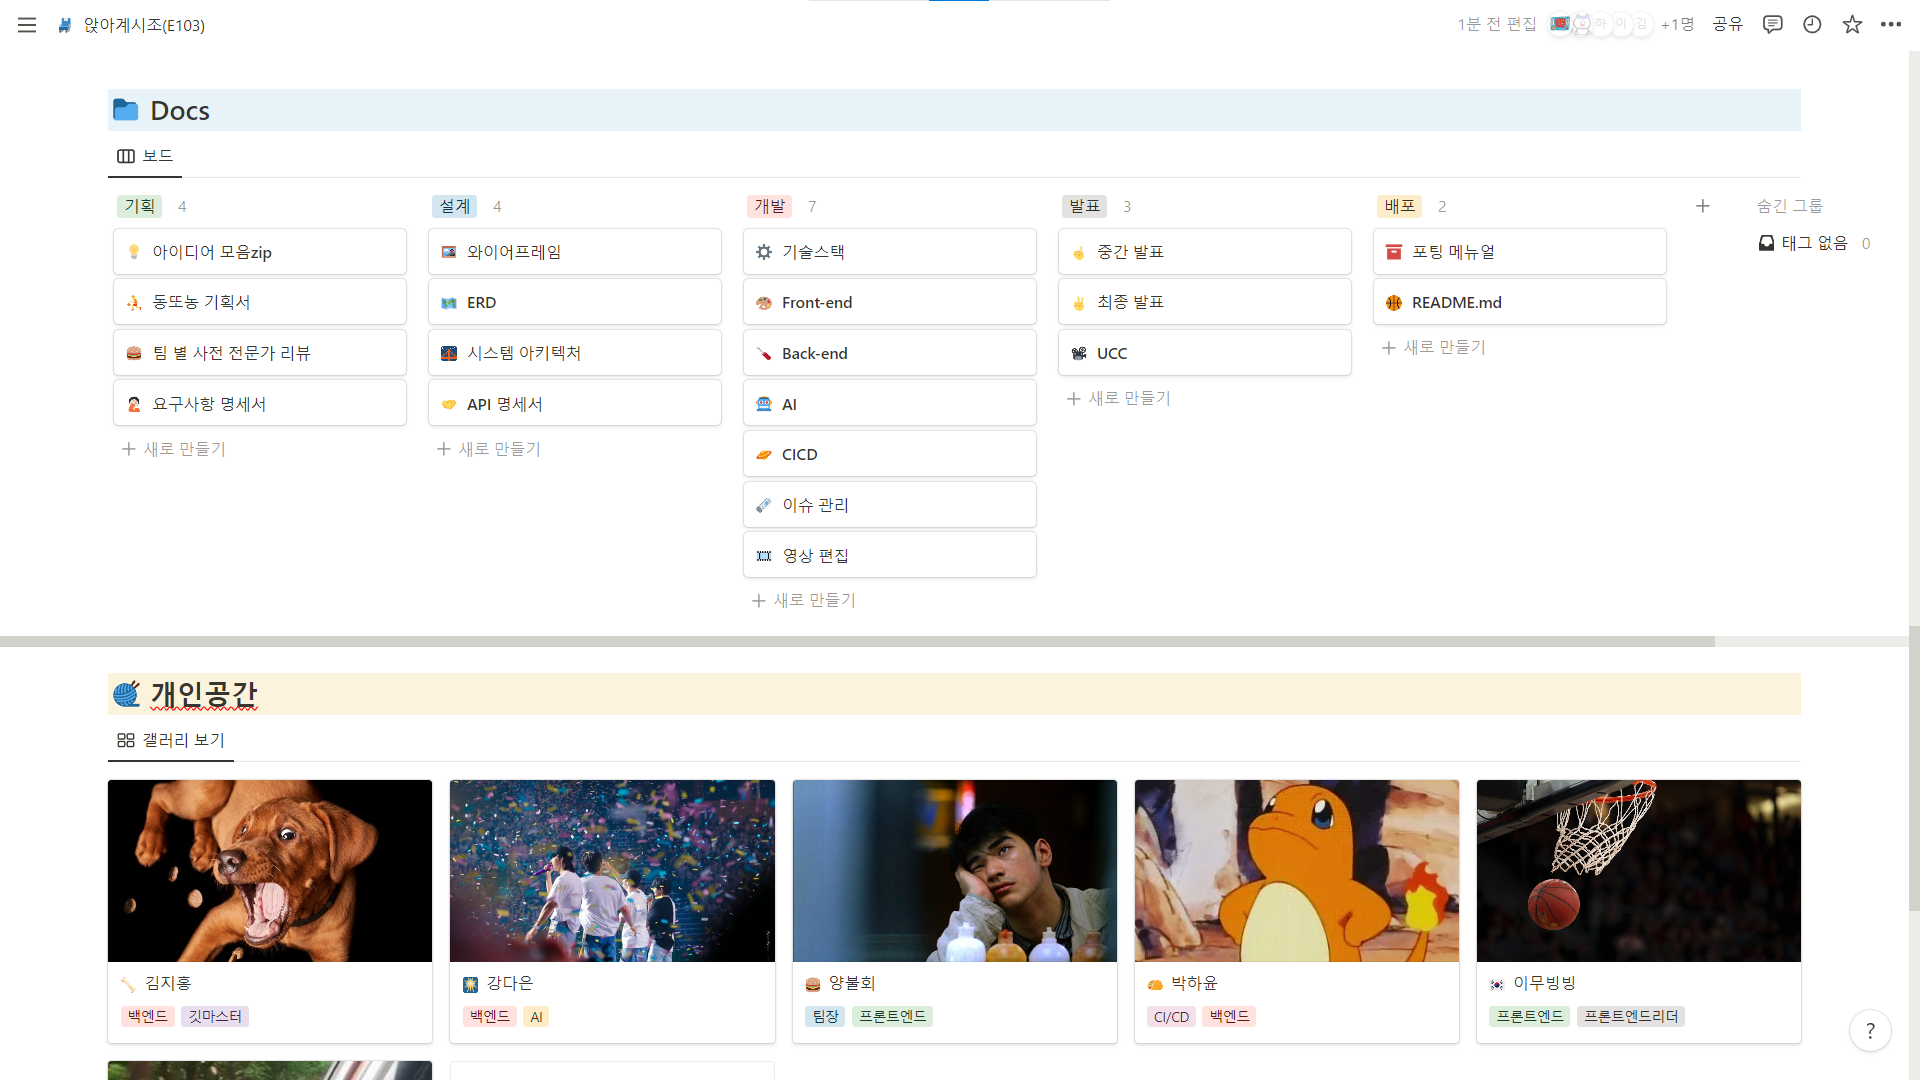 앉아계시조(E103)
1분 전 편집
하 이 김
+1명
공유
Docs
보드
기획 4
설계 4
개발 7
발표 3
배포 2
숨긴 그룹
아이디어 모음zip
와이어프레임
기술스택
중간 발표
포팅 메뉴얼
태그 없음 0
동또농 기획서
ERD
Front-end
최종 발표
README.md
팀 별 사전 전문가 리뷰
시스템 아키텍처
Back-end
UCC
새로 만들기
요구사항 명세서
API 명세서
AI
새로 만들기
새로 만들기
새로 만들기
CICD
이슈 관리
영상 편집
새로 만들기
개인공간
갤러리 보기
김지홍
백엔드 깃마스터
강다은
백엔드 AI
양불회
팀장 프론트엔드
박하윤
CI/CD 백엔드
이무빙빙
프론트엔드 프론트엔드리더
?